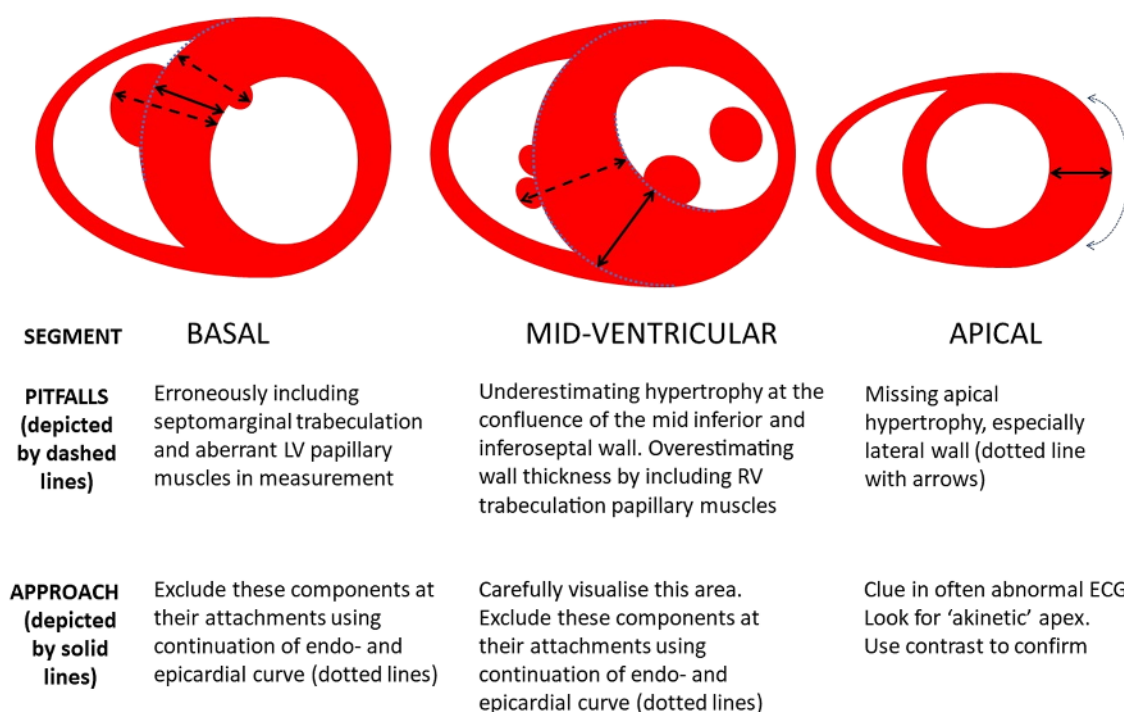 SEGMENT BASAL MID-VENTRICULAR APICAL
PITFALLS
(depicted
by dashed
lines)
Erroneously including
septomarginal trabeculation
and aberrant LV papillary
muscles in measurement
Underestimating hypertrophy at the
confluence of the mid inferior and
inferoseptal wall. Overestimating
wall thickness by including RV
trabeculation papillary muscles
Missing apical
hypertrophy, especially
lateral wall (dotted line
with arrows)
APPROACH
(depicted
by solid
lines)
Exclude these components at
their attachments using
continuation of endo- and
epicardial curve (dotted lines)
Carefully visualise this area.
Exclude these components at
their attachments using
continuation of endo- and
epicardial curve (dotted lines)
Clue in often abnormal ECG
Look for ‘akinetic’ apex.
Use contrast to confirm